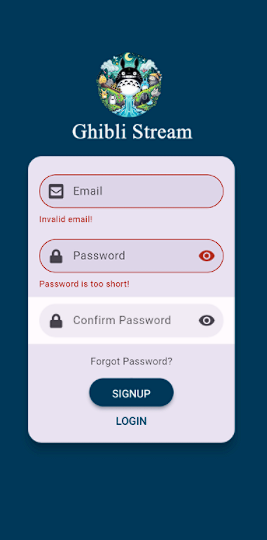 Ghibli Stream
Email
Invalid email!
Password
Password is too short!
Confirm Password
Forgot Password?
SIGNUP
LOGIN